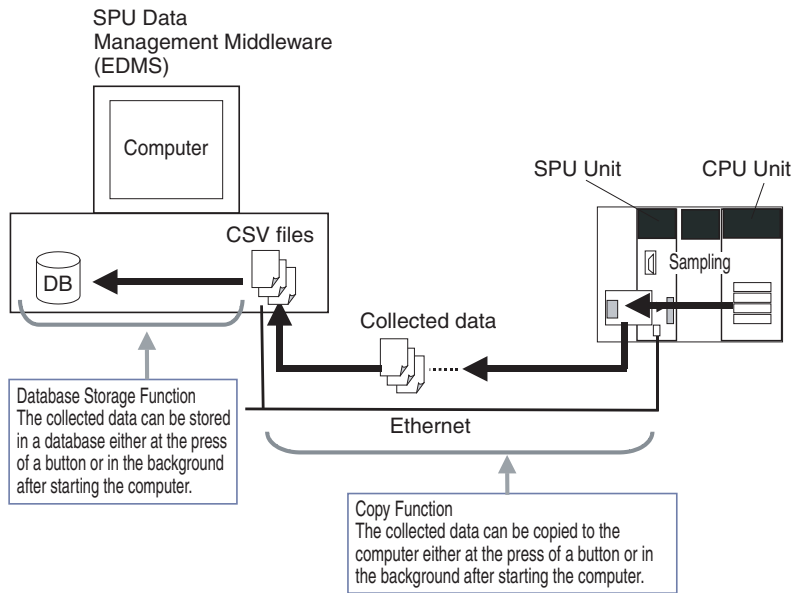 SPU Data
Management Middleware
(EDMS)
Computer
SPU Unit
CPU Unit
CSV files
Sampling
DB
Collected data
Ethernet
Database Storage Function
The collected data can be stored
in a database either at the press
of a button or in the background
after starting the computer.
Copy Function
The collected data can be copied to the
computer either at the press of a button or in
the background after starting the computer.